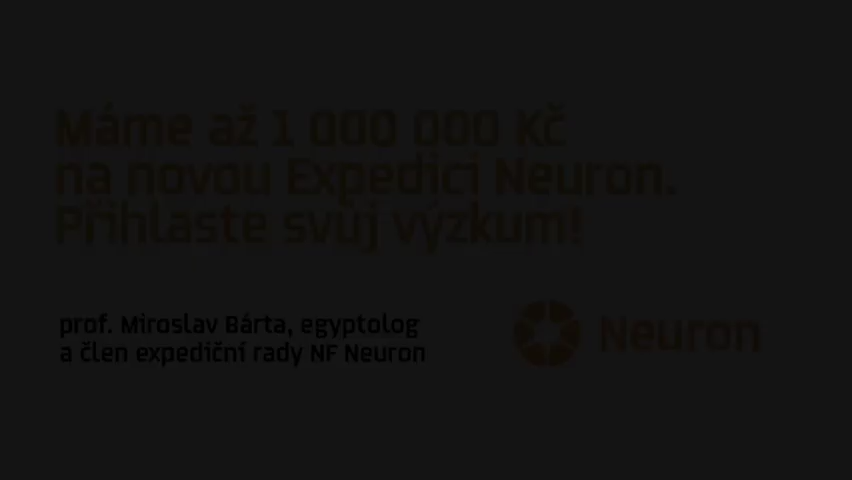 Máme až 1 000 000 Kč
na novou Expedici Neuron.
Přihlaste svůj výzkum!
prof. Miroslav Bárta, egyptolog
a člen expediční rady NF Neuron
Neuron